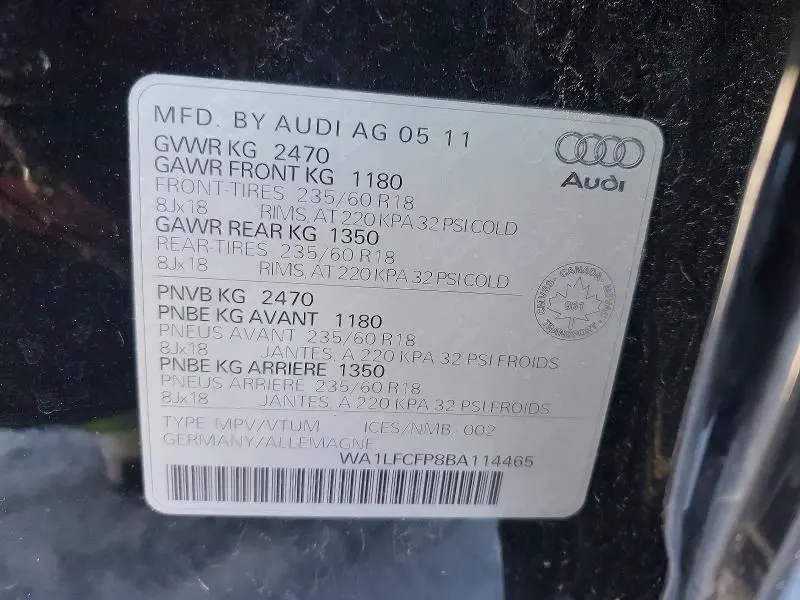 MFD. BY AUDI AG 05 11
GVWR KG 2470
GAWR FRONT KG 1180
FRONT-TIRES 235/60 R18
8Jx18 RIMS, AT 220 KPA 32 PSI COLD
GAWR REAR KG 1350
REAR-TIRES 235/60 R18
8Jx18 RIMS, AT 220 KPA 32 PSI COLD
Audi
PNVB KG 2470
PNBE KG AVANT 1180
PNEUS AVANT 235/60 R18
8Jx18 JANTES, A 220 KPA 32 PSI FROIDS
PNBE KG ARRIERE 1350
PNEUS ARRIERE 235/60 R18
8Jx18 JANTES, A 220 KPA 32 PSI FROIDS
CANADA
TRANSPORT
TYPE MPV/VTUM ICES/NMB-002
GERMANY/ALLEMAGNE
WA1LFCFP8BA114465